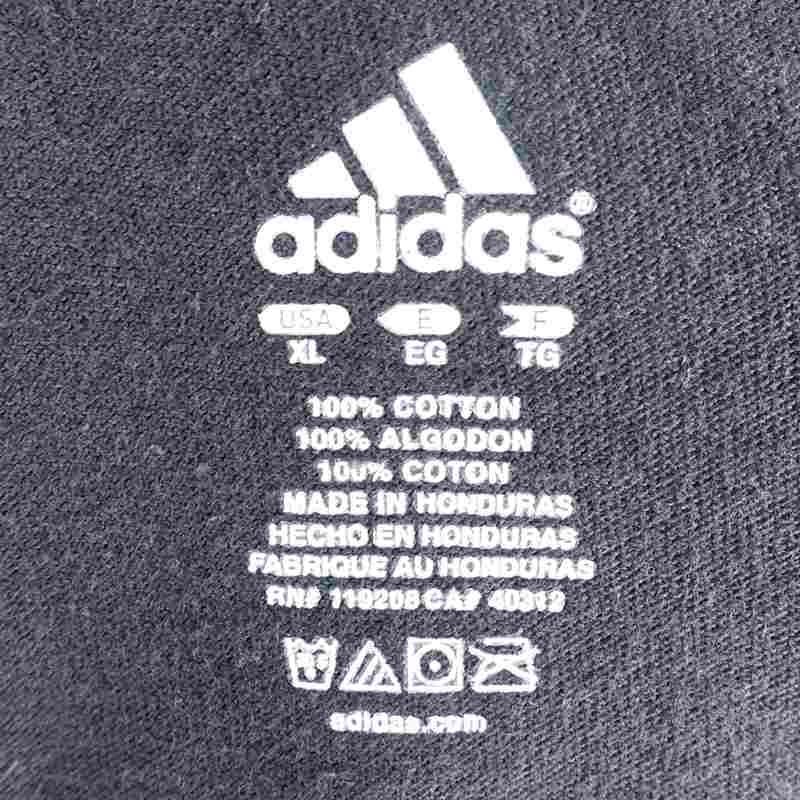 adidas®
USA E F
XL EG TG
100% COTTON
100% ALGODON
100% COTON
MADE IN HONDURAS
HECHO EN HONDURAS
FABRIQUE AU HONDURAS
RN# 119208 CA# 40312
adidas.com